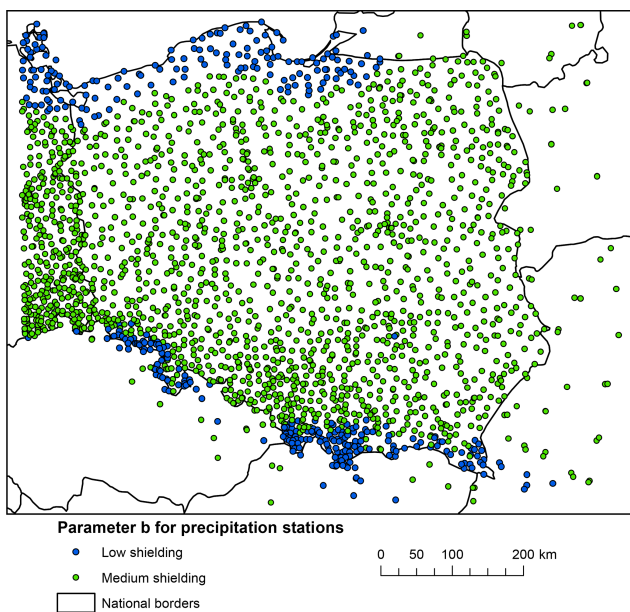 Parameter b for precipitation stations
Low shielding
Medium shielding
National borders
0 50 100 200 km